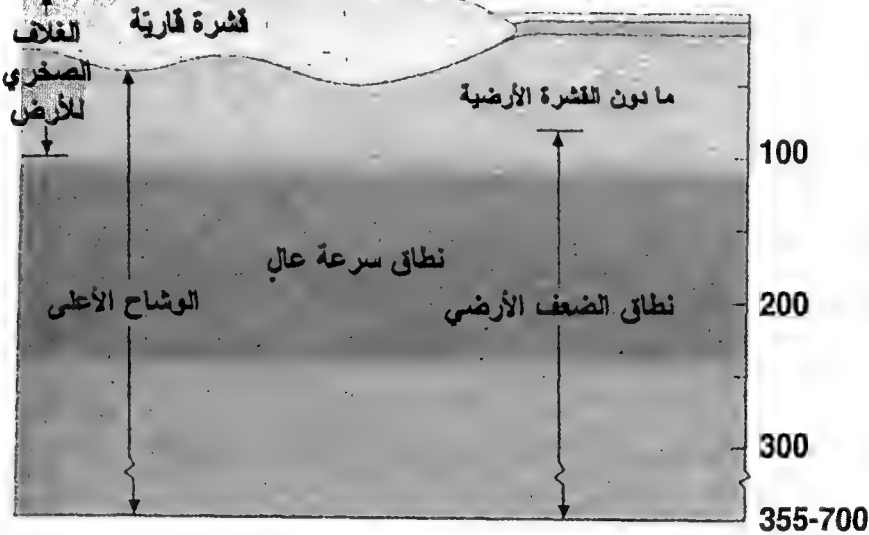 قشرة قارية
الغلاف
الصخري
للأرض
ما دون القشرة الأرضية
100
نطاق سرعة عالٍ
الوشاح الأعلى
نطاق الضعف الأرضي
200
300
355-700